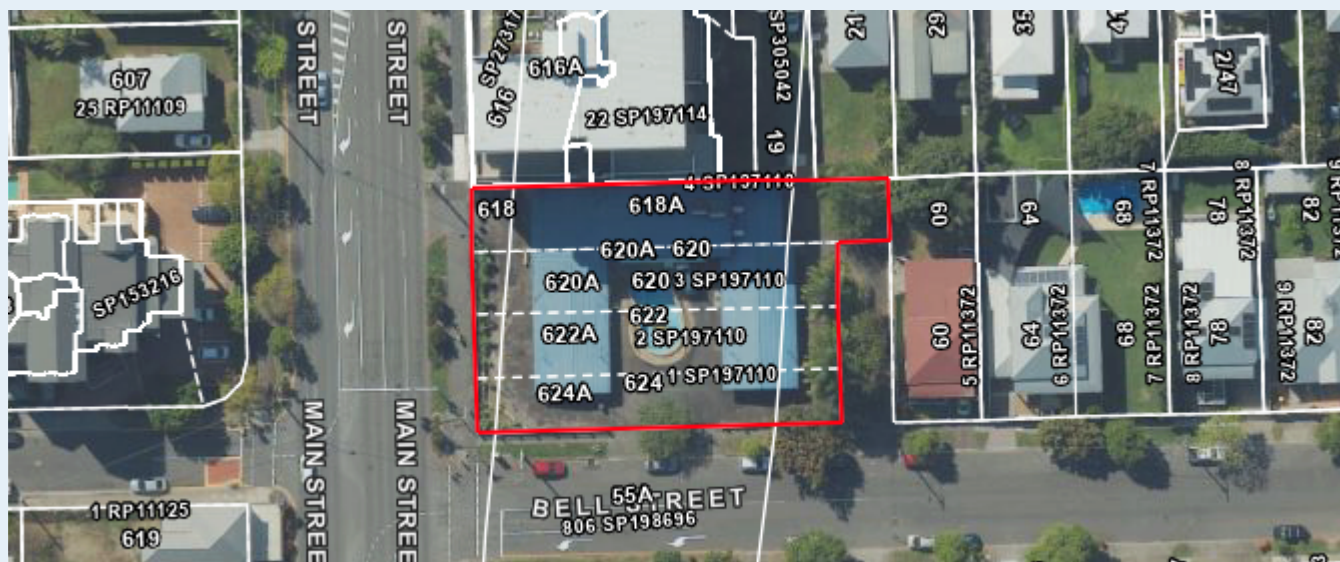 607
25 RP11109
STREET
STREET
SP27317
616
616A
22 SP197114
SP305042
19
21
29
35
2/47
618
618A
620A 620
620A
620 3 SP197110
622
622A
2 SP197110
624A
624 1 SP197110
60
64
68
7 RP11372
78
8 RP11372
82
60
5 RP11372
64
6 RP11372
68
7 RP11372
8 RP11372
78
9 RP11372
82
SP153216
MAIN STREET
MAIN STREET
55A
BELL STREET
806 SP198696
1 RP11125
619